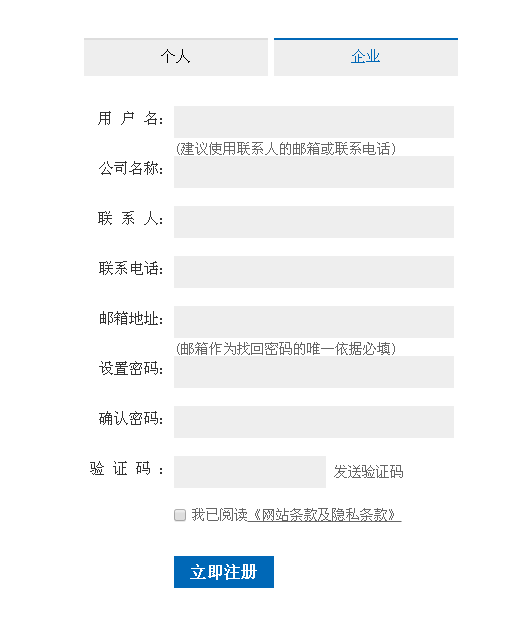 个人 企业
用 户 名：
(建议使用联系人的邮箱或联系电话)
公司名称：
联 系 人：
联系电话：
邮箱地址：
(邮箱作为找回密码的唯一依据必填)
设置密码：
确认密码：
验 证 码 ： 发送验证码
我已阅读《网站条款及隐私条款》
立即注册